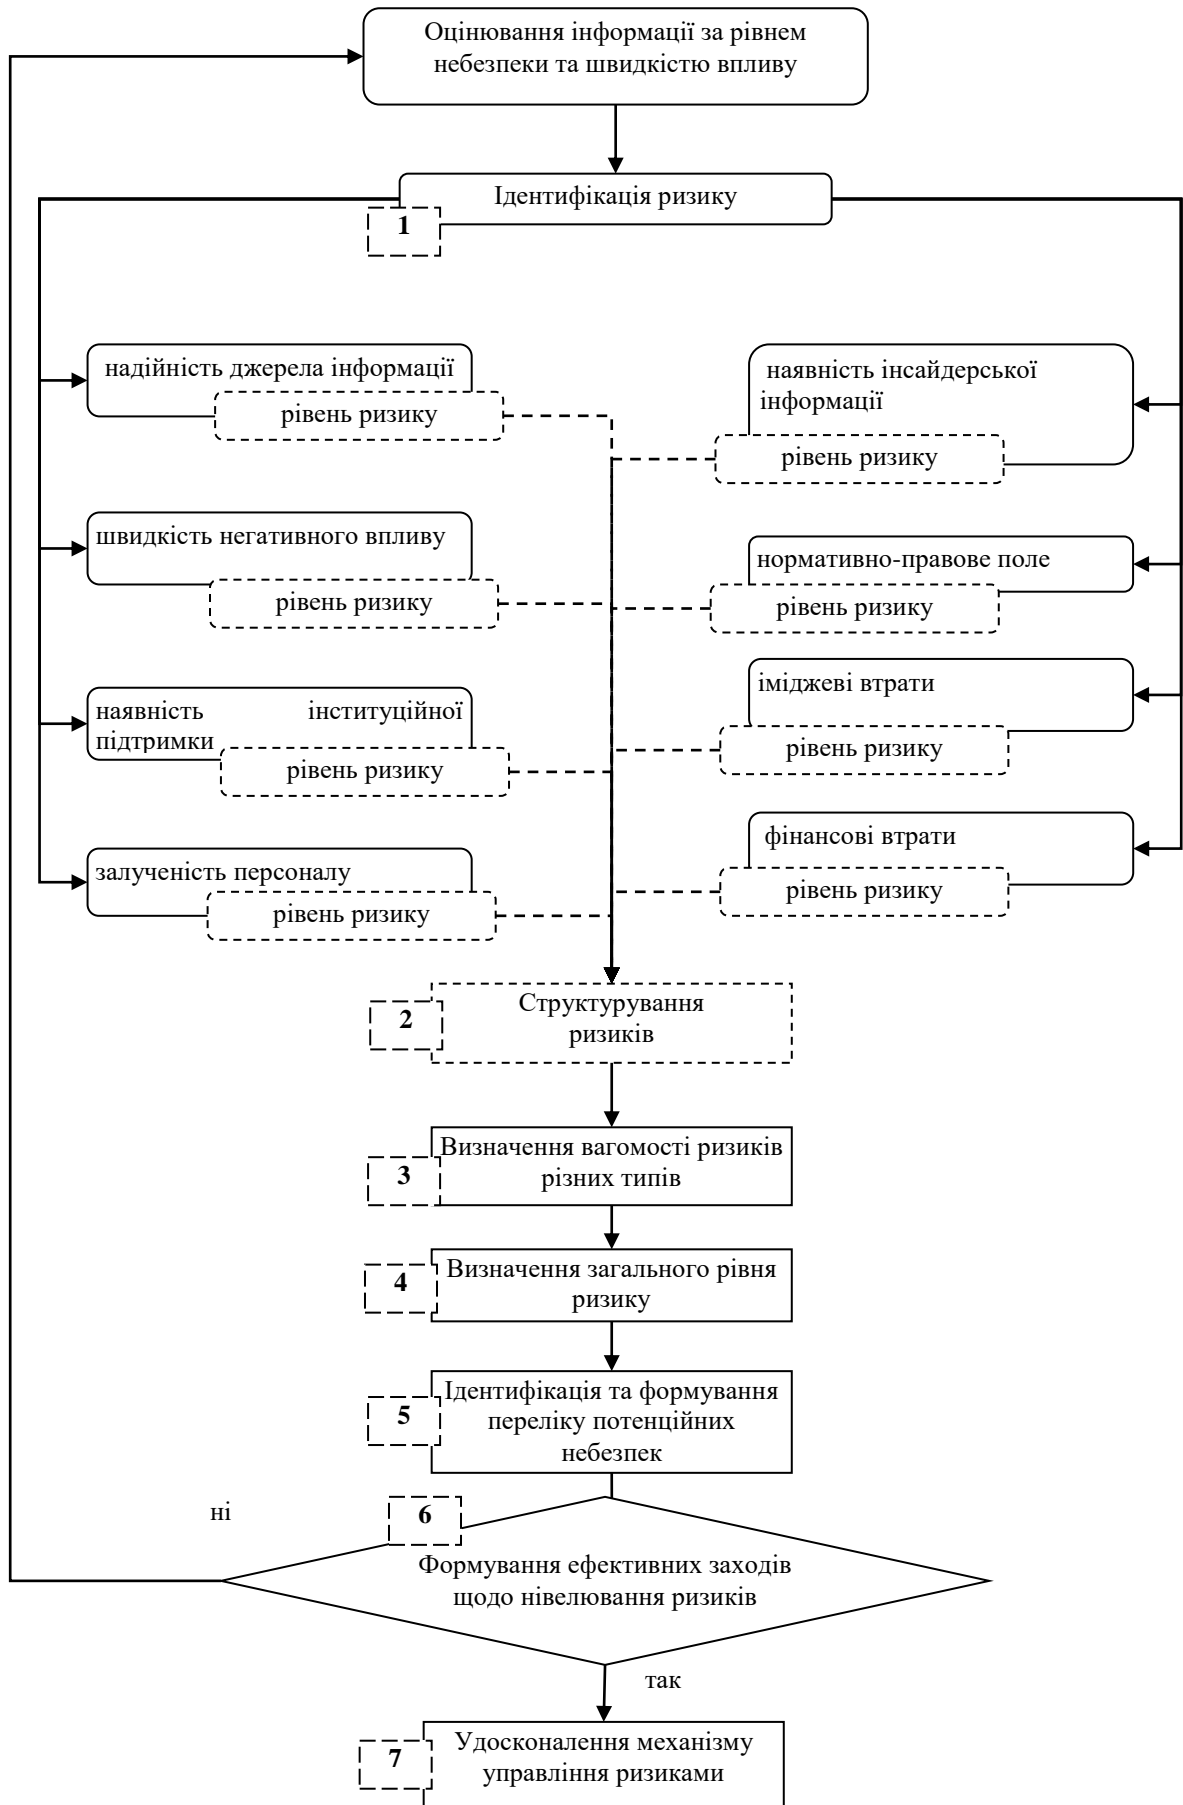 Оцінювання інформації за рівнем
небезпеки та швидкістю впливу
Ідентифікація ризику
1
надійність джерела інформації
рівень ризику
наявність інсайдерської
інформації
рівень ризику
швидкість негативного впливу
рівень ризику
нормативно-правове поле
рівень ризику
наявність інституційної
підтримки
рівень ризику
іміджеві втрати
рівень ризику
залученість персоналу
рівень ризику
фінансові втрати
рівень ризику
2
Структурування
ризиків
3
Визначення вагомості ризиків
різних типів
4
Визначення загального рівня
ризику
5
Ідентифікація та формування
переліку потенційних
небезпек
ні
6
Формування ефективних заходів
щодо нівелювання ризиків
так
7
Удосконалення механізму
управління ризиками